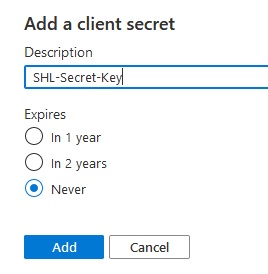 Add a client secret
Description
SHL-Secret-Key
Expires
In 1 year
In 2 years
Never
Add Cancel